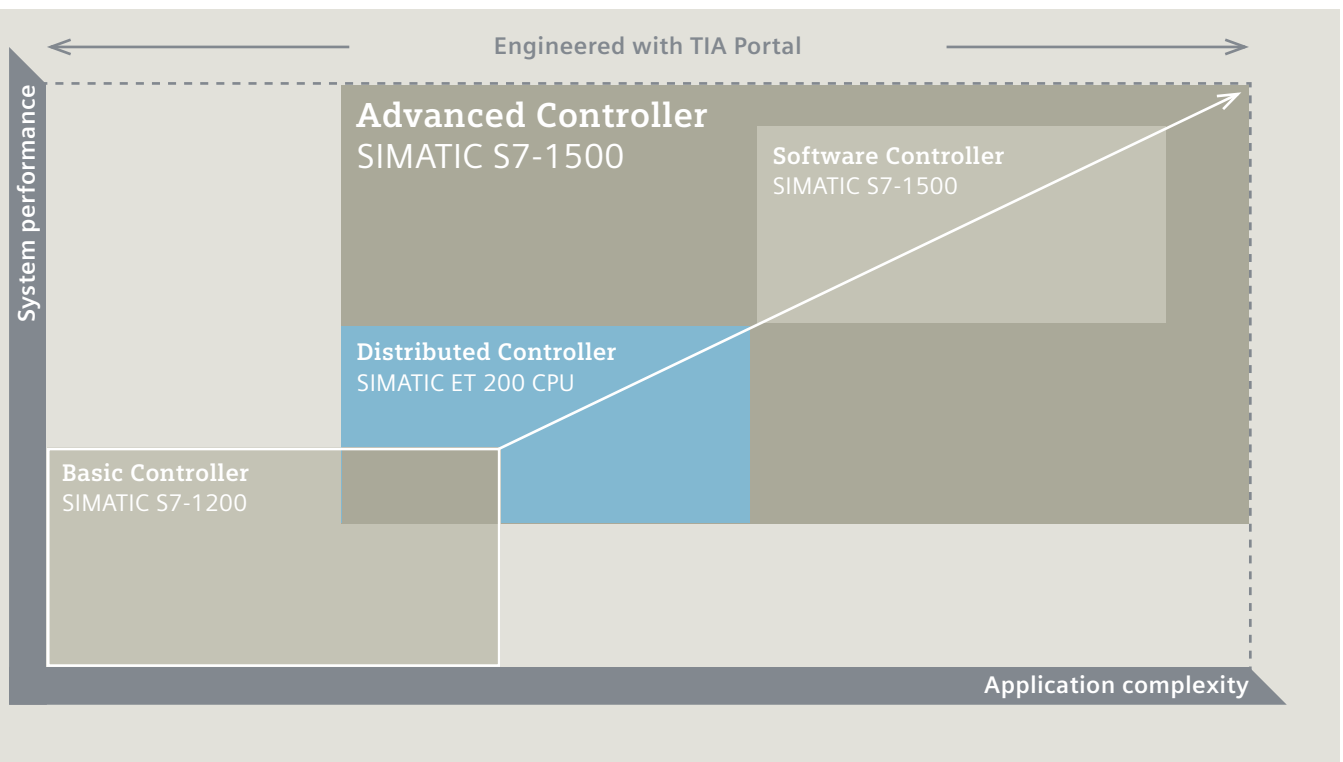 Engineered with TIA Portal
System performance
Advanced Controller
SIMATIC S7-1500
Software Controller
SIMATIC S7-1500
Distributed Controller
SIMATIC ET 200 CPU
Basic Controller
SIMATIC S7-1200
Application complexity